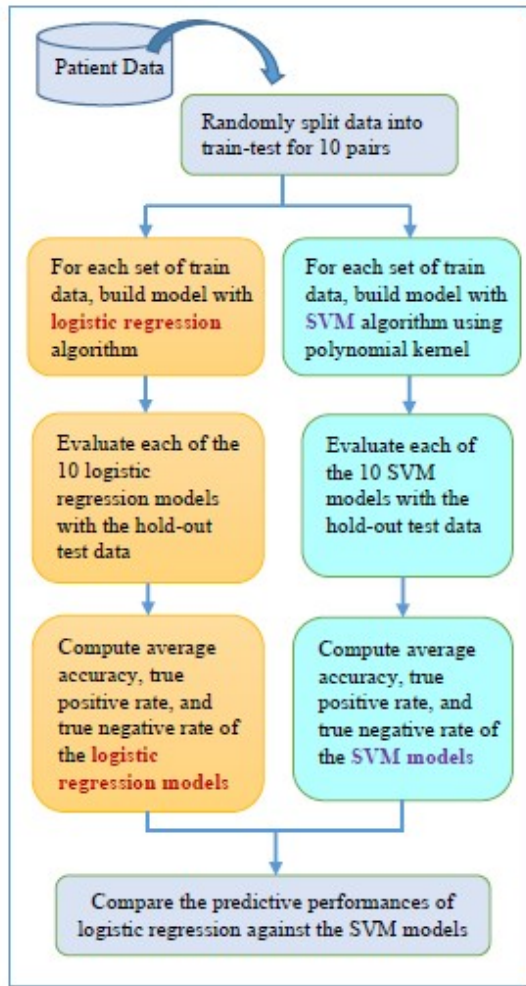 Patient Data
Randomly split data into
train-test for 10 pairs
For each set of train
data, build model with
logistic regression
algorithm
For each set of train
data, build model with
SVM algorithm using
polynomial kernel
Evaluate each of the
10 logistic
regression models
with the hold-out
test data
Evaluate each of
the 10 SVM
models with the
hold-out test data
Compute average
accuracy, true
positive rate, and
true negative rate of
the logistic
regression models
Compute average
accuracy, true
positive rate, and
true negative rate of
the SVM models
Compare the predictive performances of
logistic regression against the SVM models